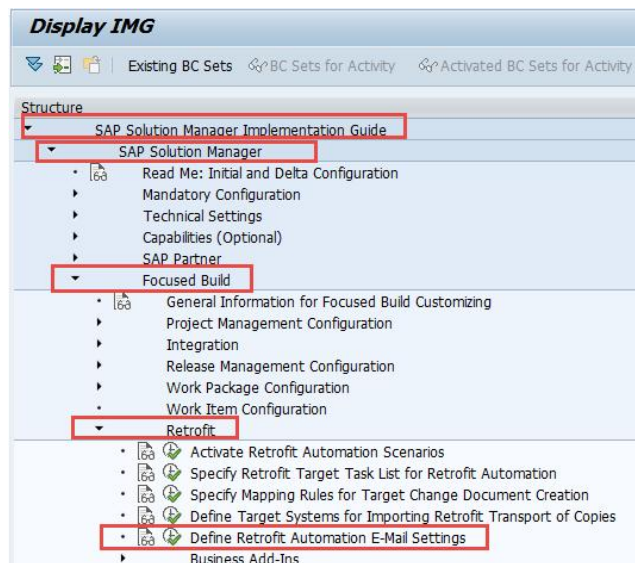 Display IMG
Existing BC Sets BC Sets for Activity Activated BC Sets for Activity
Structure
SAP Solution Manager Implementation Guide
SAP Solution Manager
Read Me: Initial and Delta Configuration
Mandatory Configuration
Technical Settings
Capabilities (Optional)
SAP Partner
Focused Build
General Information for Focused Build Customizing
Project Management Configuration
Integration
Release Management Configuration
Work Package Configuration
Work Item Configuration
Retrofit
Activate Retrofit Automation Scenarios
Specify Retrofit Target Task List for Retrofit Automation
Specify Mapping Rules for Target Change Document Creation
Define Target Systems for Importing Retrofit Transport of Copies
Define Retrofit Automation E-Mail Settings
Business Add-Ins